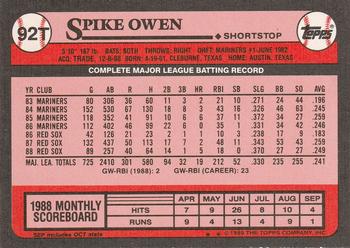 92T
SPIKE OWEN
SHORTSTOP
TOPPS
5'10" 167 lb. BATS: BOTH THROWS: RIGHT DRAFT: MARINERS #1-JUNE 1982
ACQ: TRADE, 12-8-88 BORN: 4-19-61, CLEBURNE, TEXAS HOME: AUSTIN, TEXAS
COMPLETE MAJOR LEAGUE BATTING RECORD
YR CLUB G AB R H 2B 3B HR RBI SB SLG BB SO AVG
83 MARINERS 80 306 36 60 11 3 2 21 10 .271 24 44 .196
84 MARINERS 152 530 67 130 18 8 3 43 16 .326 46 63 .245
85 MARINERS 118 352 41 91 10 6 6 37 11 .372 34 27 .259
86 MARINERS 112 402 46 99 22 6 0 35 1 .331 34 42 .246
86 RED SOX 42 126 21 23 2 1 1 10 3 .238 17 9 .183
87 RED SOX 132 437 50 113 17 7 2 48 11 .343 53 43 .259
88 RED SOX 89 257 40 64 14 1 5 18 0 .370 27 27 .249
MAJ. LEA. TOTALS 725 2410 301 580 94 32 19 212 52 .328 235 255 .241
GW-RBI (1988): 2 GW-RBI (CAREER): 23
1988 MONTHLY SCOREBOARD
APR MAY JUN JUL AUG SEP
HITS 7 9 26 8 10 4
RUNS 9 4 13 4 9 1
SEP INCLUDES OCT STATS
© 1989 THE TOPPS COMPANY, INC.